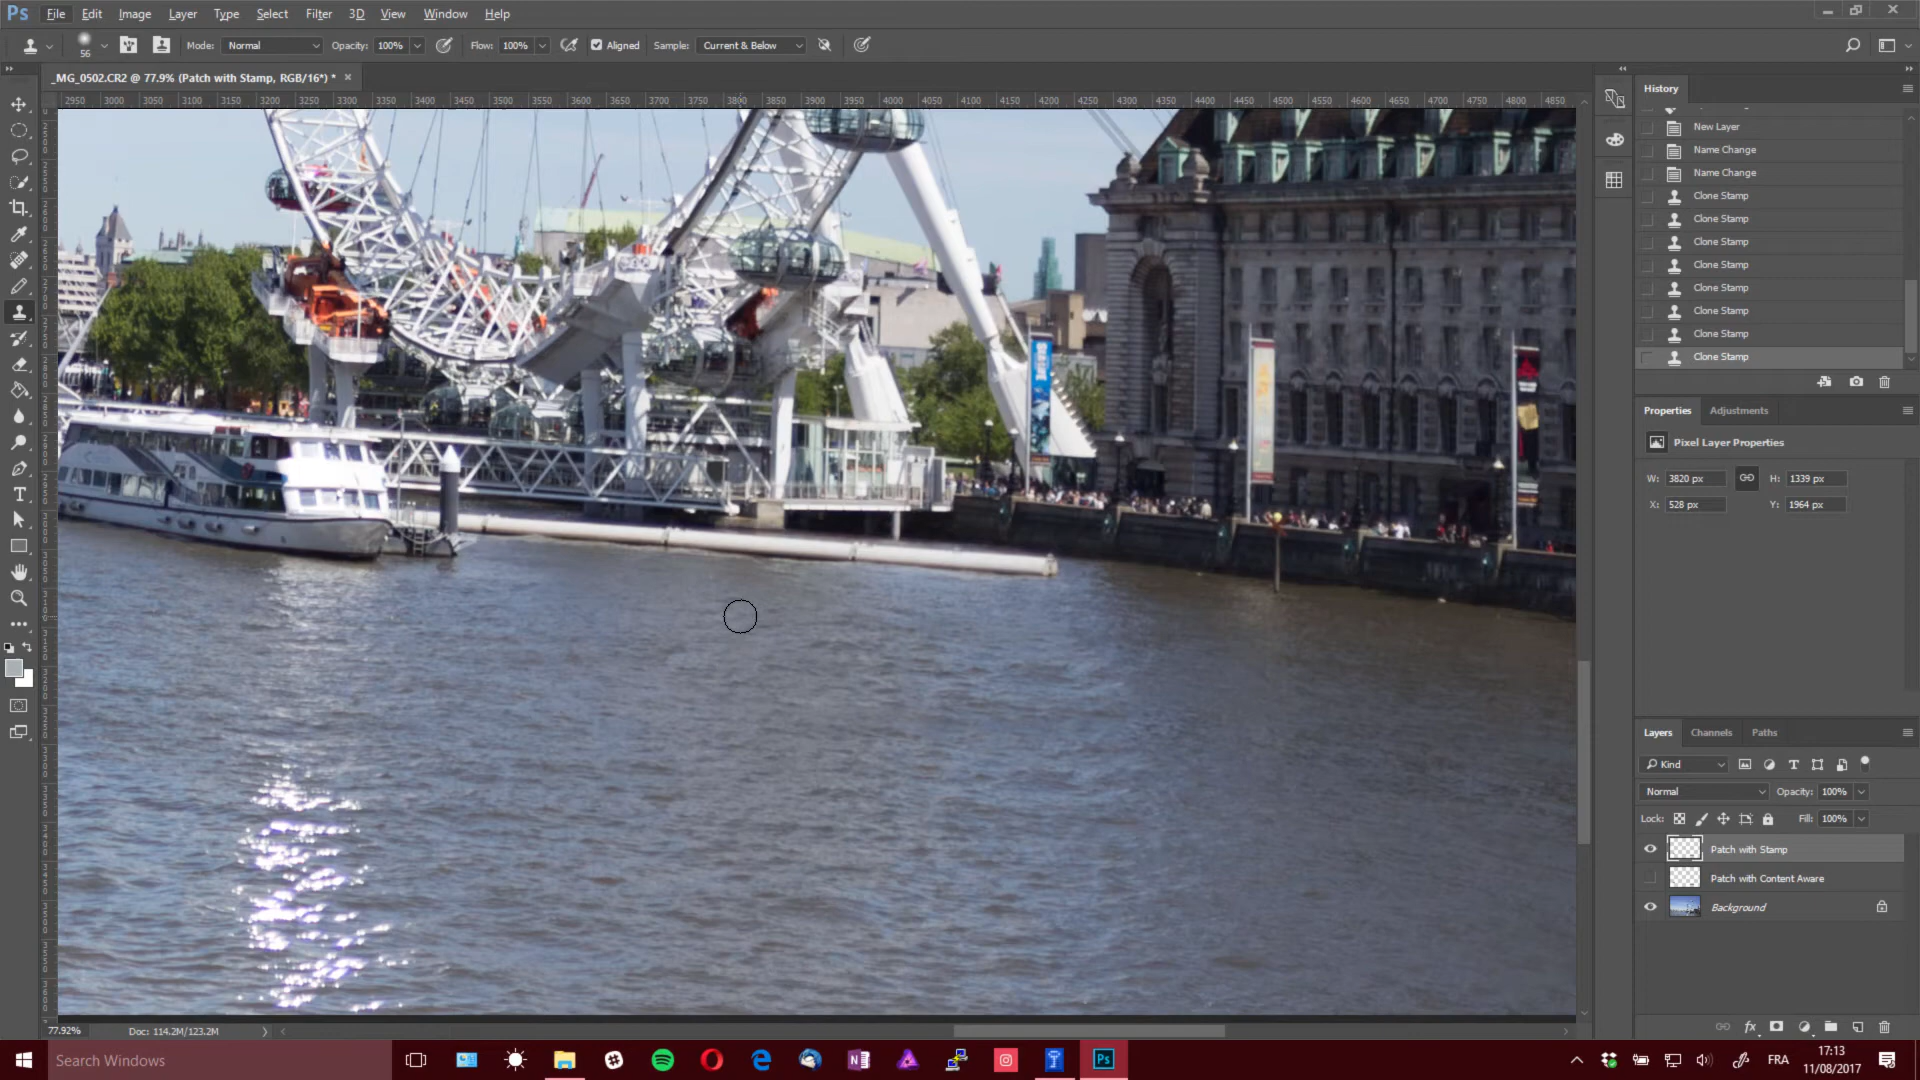 Ps File Edit Image Layer Type Select Filter 3D View Window Help
56 Mode: Normal Opacity: 100% Flow: 100% Aligned Sample: Current & Below
_MG_0502.CR2 @ 77.9% (Patch with Stamp, RGB/16*) * ×
2950 3000 3050 3100 3150 3200 3250 3300 3350 3400 3450 3500 3550 3600 3650 3700 3750 3800 3850 3900 3950 4000 4050 4100 4150 4200 4250 4300 4350 4400 4450 4500 4550 4600 4650 4700 4750 4800 4850
History
New Layer
Name Change
Name Change
Clone Stamp
Clone Stamp
Clone Stamp
Clone Stamp
Clone Stamp
Clone Stamp
Clone Stamp
Clone Stamp
Properties Adjustments
Pixel Layer Properties
W: 3820 px H: 1339 px
X: 528 px Y: 1964 px
Layers Channels Paths
Kind
Normal Opacity: 100%
Lock: Fill: 100%
Patch with Stamp
Patch with Content Aware
Background
77.92% Doc: 114.2M/123.2M
Search Windows
Ps
FRA
17:13
11/08/2017